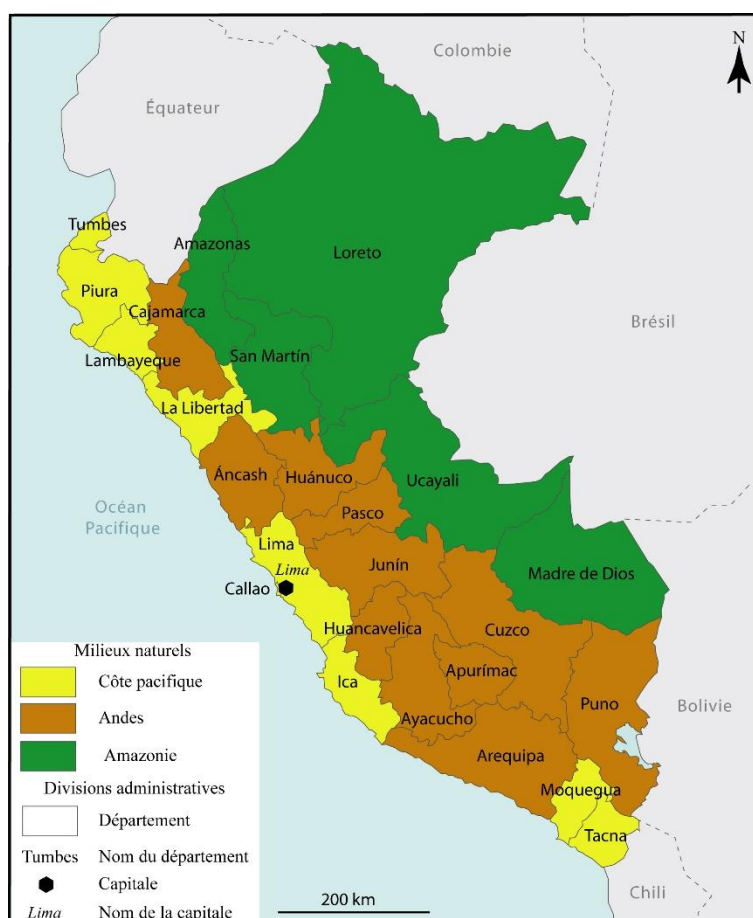 Colombie
N
Équateur
Tumbes
Amazonas
Loreto
Piura
Cajamarca
Brésil
San Martín
Lambayeque
La Libertad
Áncash
Huánuco
Ucayali
Océan
Pacifique
Pasco
Lima
Junín
Lima
Madre de Dios
Callao
Huancavelica
Cuzco
Apurímac
Ica
Puno
Bolivie
Ayacucho
Arequipa
Moquegua
Tacna
Chili
200 km
Milieux naturels
Côte pacifique
Andes
Amazonie
Divisions administratives
Département
Tumbes Nom du département
Capitale
Lima Nom de la capitale